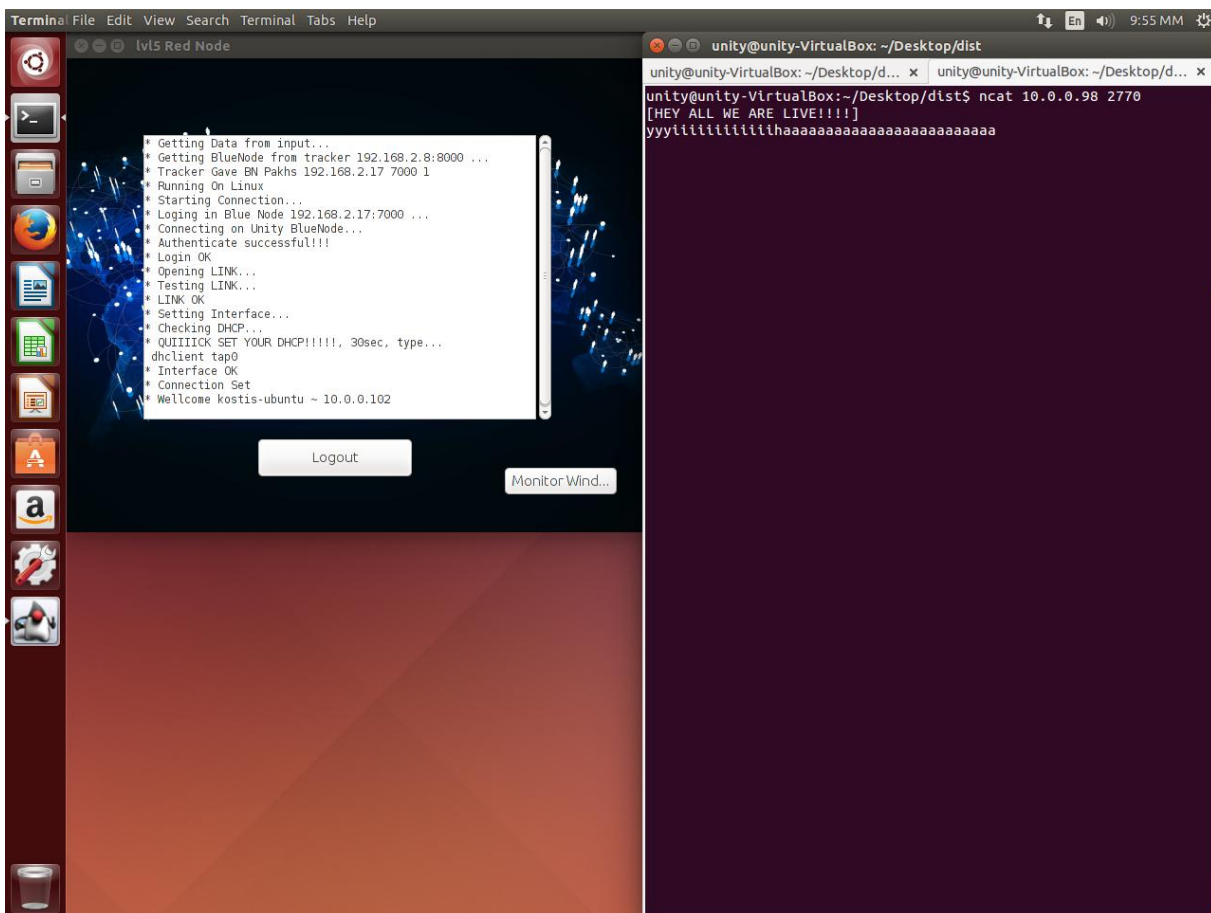 Terminal File Edit View Search Terminal Tabs Help
En 9:55 MM
lvl5 Red Node
* Getting Data from input...
* Getting BlueNode from tracker 192.168.2.8:8000 ...
* Tracker Gave BN Pakhs 192.168.2.17 7000 1
* Running On Linux
* Starting Connection...
* Loging in Blue Node 192.168.2.17:7000 ...
* Connecting on Unity BlueNode...
* Authenticate successful!!!
* Login OK
* Opening LINK...
* Testing LINK...
* LINK OK
* Setting Interface...
* Checking DHCP...
* QUIIIICK SET YOUR DHCP!!!!!, 30sec, type...
dhclient tap0
* Interface OK
* Connection Set
* Wellcome kostis-ubuntu ~ 10.0.0.102
Logout
Monitor Wind...
unity@unity-VirtualBox: ~/Desktop/dist
unity@unity-VirtualBox: ~/Desktop/d... × unity@unity-VirtualBox: ~/Desktop/d... ×
unity@unity-VirtualBox:~/Desktop/dist$ ncat 10.0.0.98 2770
[HEY ALL WE ARE LIVE!!!!]
yyyiiiiiiiiiiiihaaaaaaaaaaaaaaaaaaaaaaaaa